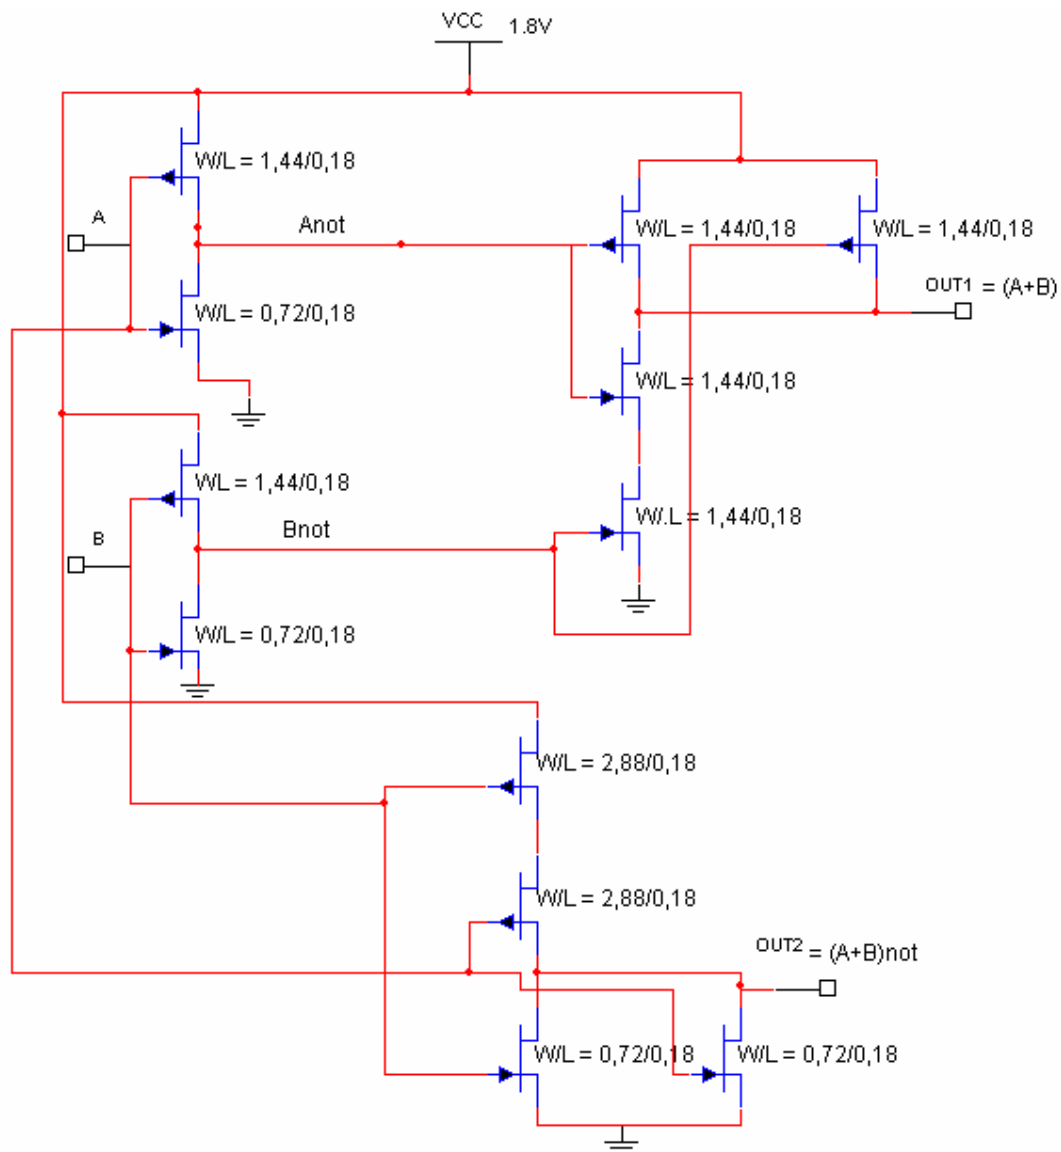 VCC 1.8V
W/L = 1,44/0,18
A
Anot
W/L = 1,44/0,18
W/L = 1,44/0,18
OUT1 = (A+B)
W/L = 0,72/0,18
W/L = 1,44/0,18
WL = 1,44/0,18
B
Bnot
W/.L = 1,44/0,18
W/L = 0,72/0,18
W/L = 2,88/0,18
W/L = 2,88/0,18
OUT2 = (A+B)not
W/L = 0,72/0,18
W/L = 0,72/0,18